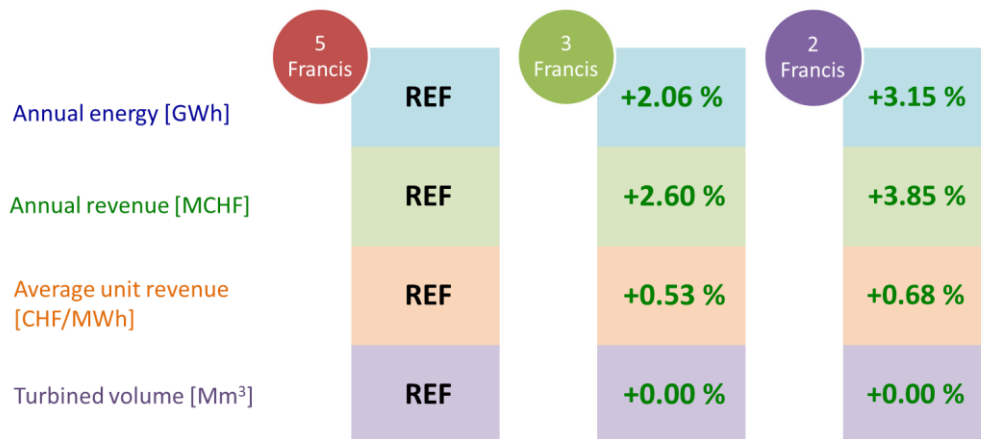 5
Francis
3
Francis
2
Francis
Annual energy [GWh]
REF
+2.06 %
+3.15 %
Annual revenue [MCHF]
REF
+2.60 %
+3.85 %
Average unit revenue
[CHF/MWh]
REF
+0.53 %
+0.68 %
Turbined volume [Mm³]
REF
+0.00 %
+0.00 %